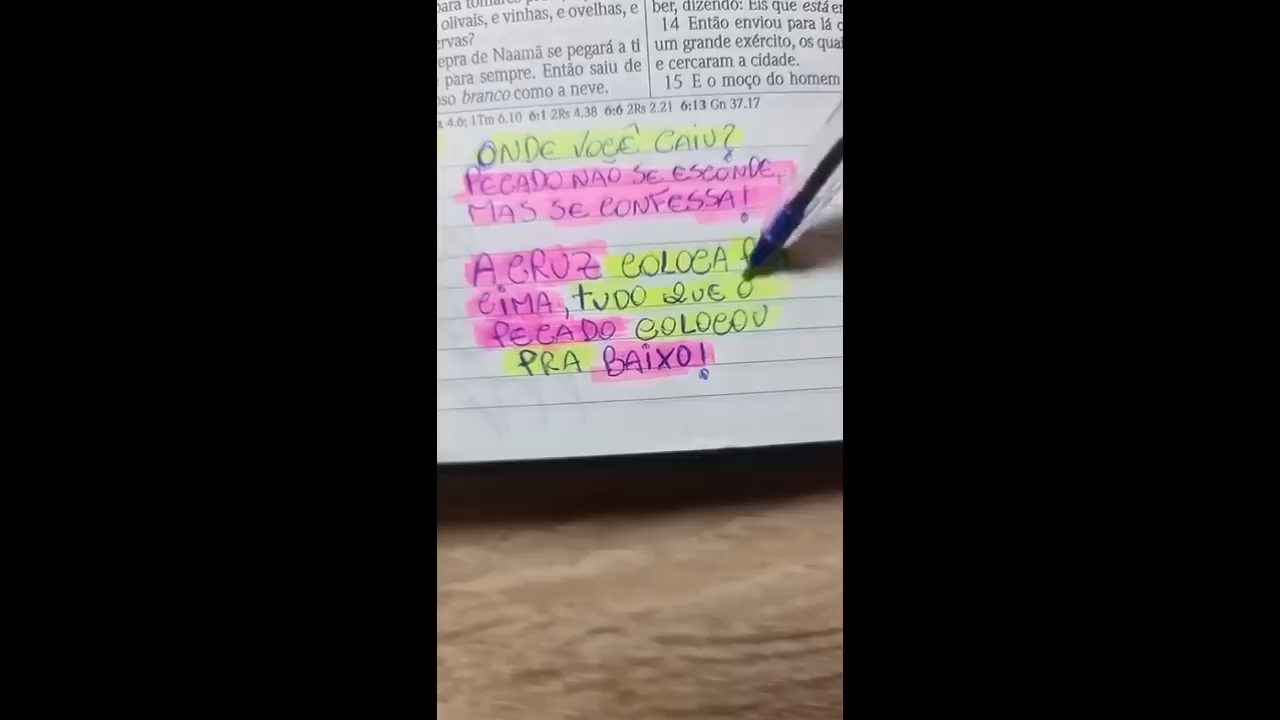 olivais, e vinhas, e ovelhas, e
ervas?
epra de Naamã se pegará a ti
para sempre. Então saiu de
oso branco como a neve.
ber, dizendo: Eis que está
14 Então enviou para lá
um grande exército, os
e cercaram a cidade.
15 E o moço do homem
4.6; 1Tm 6.10 6:1 2Rs 4.38 6:6 2Rs 2.21 6:13 Gn 37.17
ONDE VOCÊ CAIU?
PECADO NÃO SE ESCONDE,
MAS SE CONFESSA!
A CRUZ COLOCA
CIMA, TUDO QUE O
PECADO COLOCOU
PRA BAIXO!